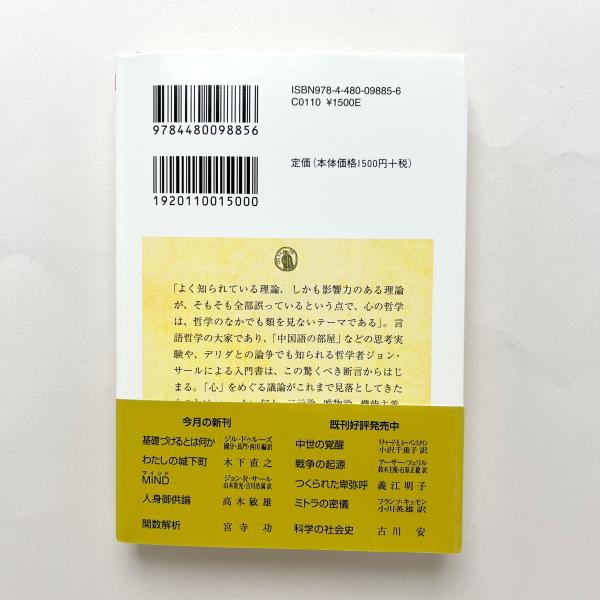 ISBN978-4-480-09885-6
C0110 ¥1500E
9784480098856
定価(本体価格1500円+税)
1920110015000
「よく知られている理論、しかも影響力のある理論
が、そもそも全部誤っているという点で、心の哲学
は、哲学のなかでも類を見ないテーマである」。言
語哲学の大家であり、「中国語の部屋」などの思考実
験や、デリダとの論争でも知られる哲学者ジョン・
サールによる入門書は、この驚くべき断言からはじ
まる。「心」をめぐる議論がこれまで見落としてきた
今月の新刊
基礎づけるとは何か ジル・ドゥルーズ 國分・長門・西川編訳
わたしの城下町 木下直之
マインド
MiND ジョン・R・サール 山本貴光・吉川浩満訳
人身御供論 高木敏雄
関数解析 宮寺功
既刊好評発売中
中世の覚醒 リチャード・E・ルーベンスタイン 小沢千重子訳
戦争の起源 アーサー・フェリル 鈴木主税・石原正毅訳
つくられた卑弥呼 義江明子
ミトラの密儀 フランツ・キュモン 小川英雄訳
科学の社会史 古川安